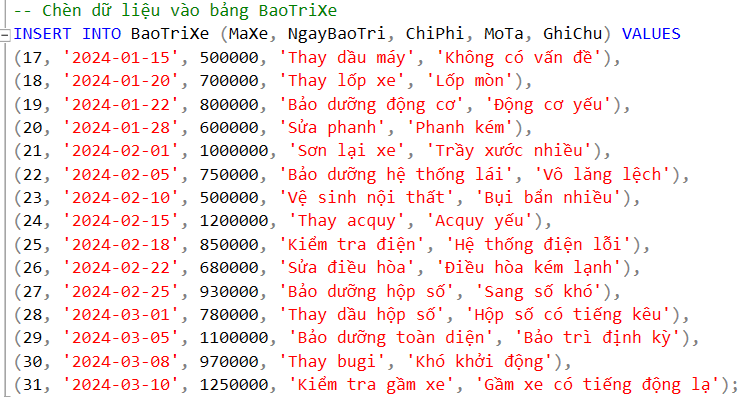 -- Chèn dữ liệu vào bảng BaoTriXe
INSERT INTO BaoTriXe (MaXe, NgayBaoTri, ChiPhi, MoTa, GhiChu) VALUES
(17, '2024-01-15', 500000, 'Thay dầu máy', 'Không có vấn đề'),
(18, '2024-01-20', 700000, 'Thay lốp xe', 'Lốp mòn'),
(19, '2024-01-22', 800000, 'Bảo dưỡng động cơ', 'Động cơ yếu'),
(20, '2024-01-28', 600000, 'Sửa phanh', 'Phanh kém'),
(21, '2024-02-01', 1000000, 'Sơn lại xe', 'Trầy xước nhiều'),
(22, '2024-02-05', 750000, 'Bảo dưỡng hệ thống lái', 'Vô lăng lệch'),
(23, '2024-02-10', 500000, 'Vệ sinh nội thất', 'Bụi bẩn nhiều'),
(24, '2024-02-15', 1200000, 'Thay acquy', 'Acquy yếu'),
(25, '2024-02-18', 850000, 'Kiểm tra điện', 'Hệ thống điện lỗi'),
(26, '2024-02-22', 680000, 'Sửa điều hòa', 'Điều hòa kém lạnh'),
(27, '2024-02-25', 930000, 'Bảo dưỡng hộp số', 'Sang số khó'),
(28, '2024-03-01', 780000, 'Thay dầu hộp số', 'Hộp số có tiếng kêu'),
(29, '2024-03-05', 1100000, 'Bảo dưỡng toàn diện', 'Bảo trì định kỳ'),
(30, '2024-03-08', 970000, 'Thay bugi', 'Khó khởi động'),
(31, '2024-03-10', 1250000, 'Kiểm tra gầm xe', 'Gầm xe có tiếng động lạ');